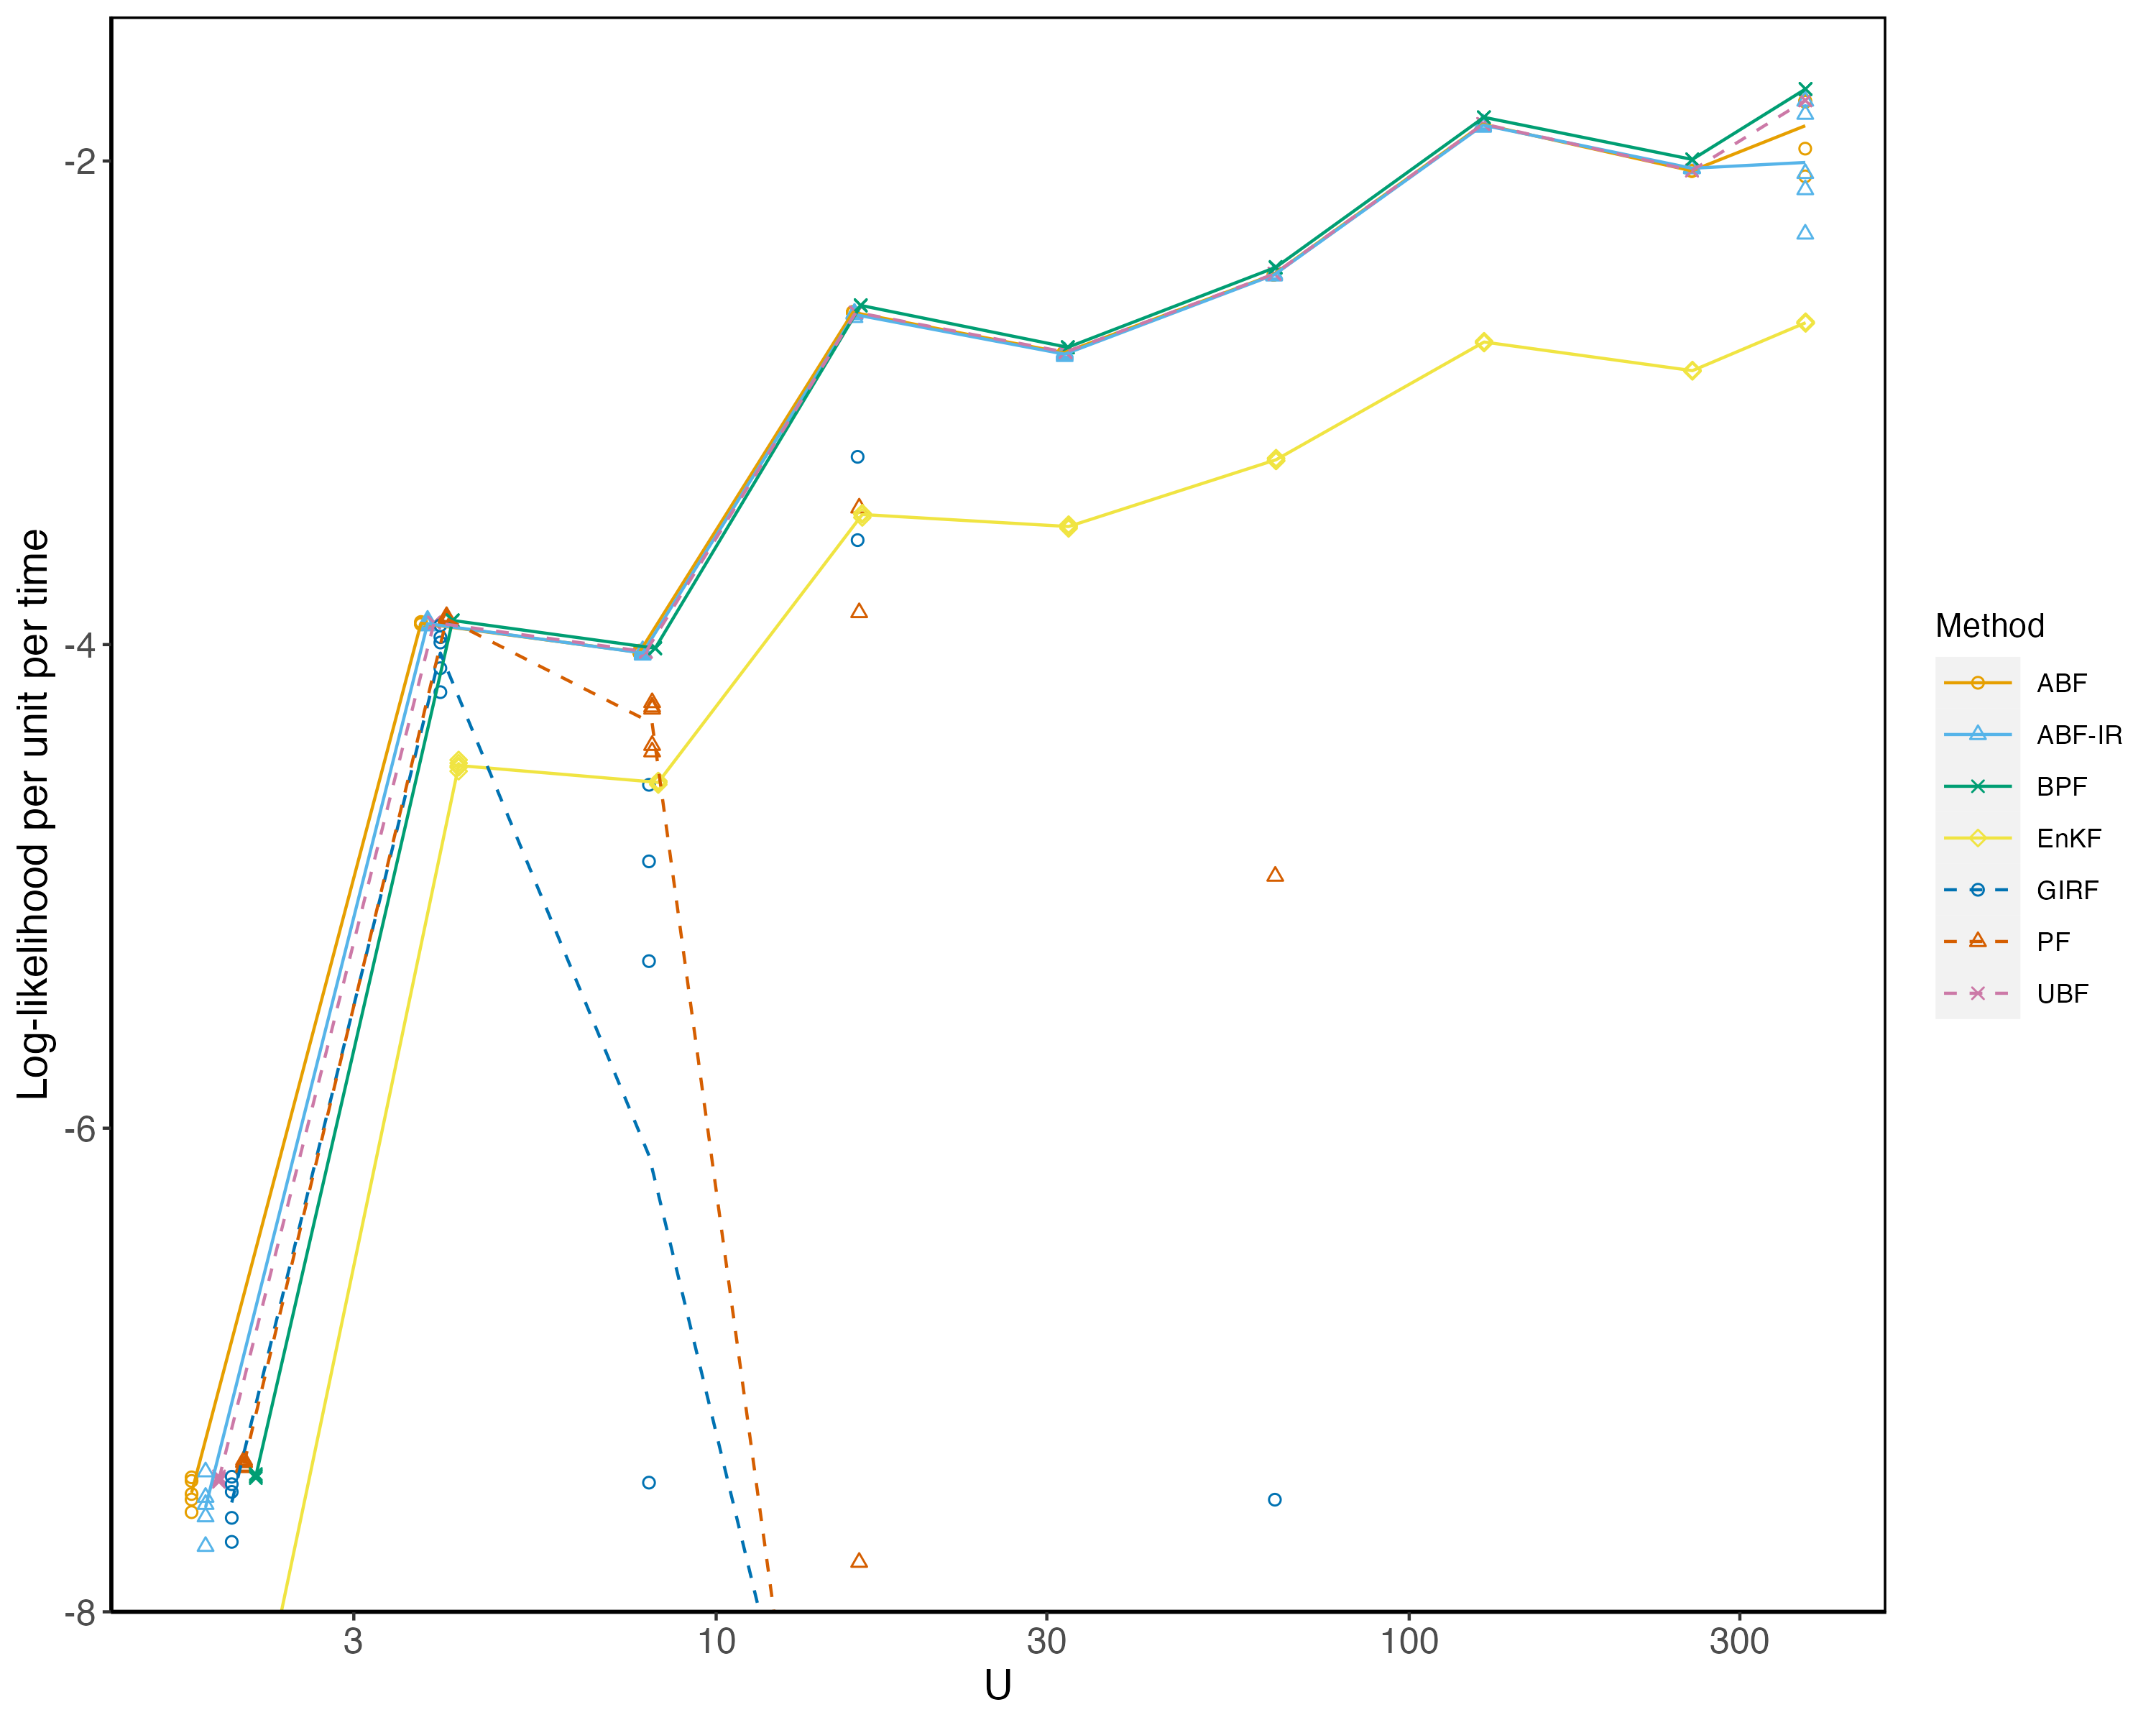 Log-likelihood per unit per time
-2
-4
-6
-8
3
10
30
100
300
U
Method
ABF
ABF-IR
BPF
EnKF
GIRF
PF
UBF